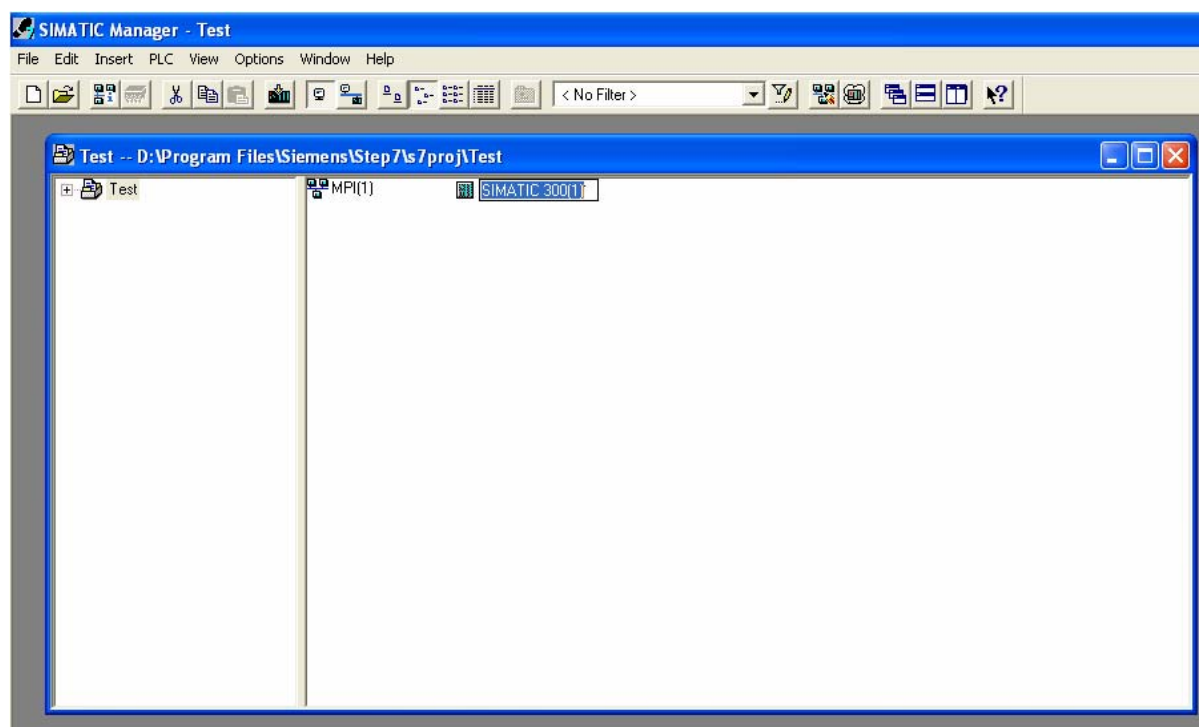 SIMATIC Manager - Test
File Edit Insert PLC View Options Window Help
< No Filter >
Test -- D:\Program Files\Siemens\Step7\s7proj\Test
Test
MPI(1) SIMATIC 300(1)